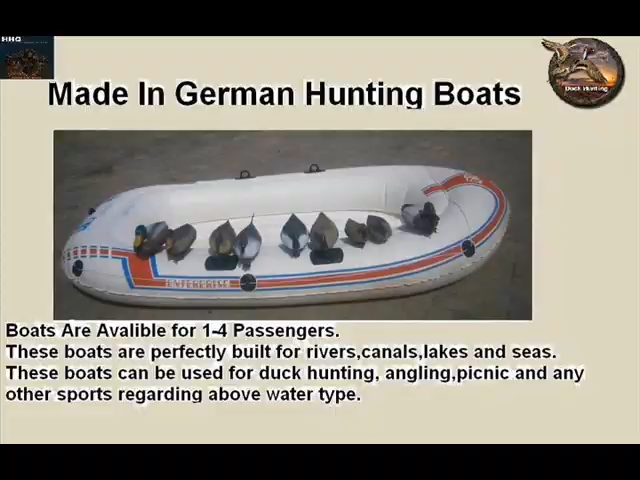 HHG
Duck Hunting
Made In German Hunting Boats
ENTERPRISE
Boats Are Avalible for 1-4 Passengers.
These boats are perfectly built for rivers,canals,lakes and seas.
These boats can be used for duck hunting, angling,picnic and any
other sports regarding above water type.